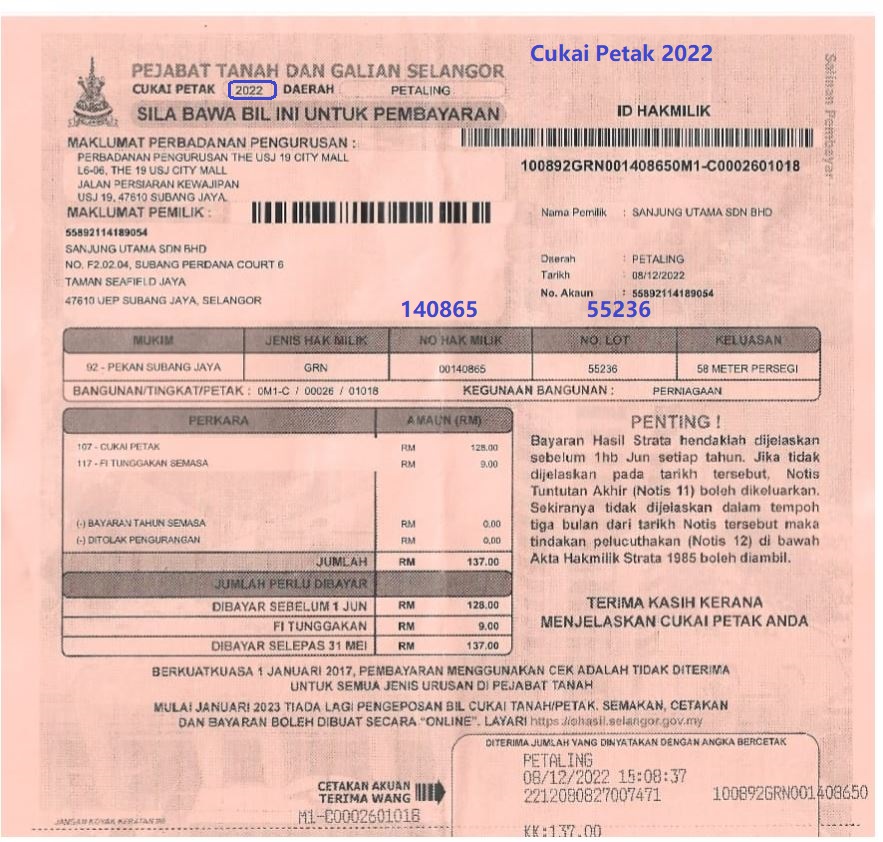 Cukai Petak 2022
PEJABAT TANAH DAN GALIAN SELANGOR
CUKAI PETAK 2022 DAERAH PETALING
SILA BAWA BIL INI UNTUK PEMBAYARAN
Salinan Pembayar
ID HAKMILIK
100892GRN001408650M1-C0002601018
MAKLUMAT PERBADANAN PENGURUSAN :
PERBADANAN PENGURUSAN THE USJ 19 CITY MALL
L6-06, THE 19 USJ CITY MALL
JALAN PERSIARAN KEWAJIPAN
USJ 19, 47610 SUBANG JAYA.
MAKLUMAT PEMILIK :
55892114189054
SANJUNG UTAMA SDN BHD
NO. F2.02.04, SUBANG PERDANA COURT 6
TAMAN SEAFIELD JAYA
47610 UEP SUBANG JAYA, SELANGOR
Nama Pemilik : SANJUNG UTAMA SDN BHD
Daerah : PETALING
Tarikh : 08/12/2022
No. Akaun : 55892114189054
140865 55236
MUKIM JENIS HAK MILIK NO HAK MILIK NO. LOT KELUASAN
92 - PEKAN SUBANG JAYA GRN 00140865 55236 58 METER PERSEGI
BANGUNAN/TINGKAT/PETAK : 0M1-C / 00026 / 01018 KEGUNAAN BANGUNAN : PERNIAGAAN
PERKARA AMAUN (RM)
107 - CUKAI PETAK RM 128.00
117 - FI TUNGGAKAN SEMASA RM 9.00
(-) BAYARAN TAHUN SEMASA RM 0.00
(-) DITOLAK PENGURANGAN RM 0.00
JUMLAH RM 137.00
JUMLAH PERLU DIBAYAR
DIBAYAR SEBELUM 1 JUN RM 128.00
FI TUNGGAKAN RM 9.00
DIBAYAR SELEPAS 31 MEI RM 137.00
PENTING !
Bayaran Hasil Strata hendaklah dijelaskan
sebelum 1hb Jun setiap tahun. Jika tidak
dijelaskan pada tarikh tersebut, Notis
Tuntutan Akhir (Notis 11) boleh dikeluarkan.
Sekiranya tidak dijelaskan dalam tempoh
tiga bulan dari tarikh Notis tersebut maka
tindakan pelucuthakan (Notis 12) di bawah
Akta Hakmilik Strata 1985 boleh diambil.
TERIMA KASIH KERANA
MENJELASKAN CUKAI PETAK ANDA
BERKUATKUASA 1 JANUARI 2017, PEMBAYARAN MENGGUNAKAN CEK ADALAH TIDAK DITERIMA
UNTUK SEMUA JENIS URUSAN DI PEJABAT TANAH
MULAI JANUARI 2023 TIADA LAGI PENGEPOSAN BIL CUKAI TANAH/PETAK. SEMAKAN, CETAKAN
DAN BAYARAN BOLEH DIBUAT SECARA "ONLINE". LAYARI https://ehasil.selangor.gov.my
DITERIMA JUMLAH YANG DINYATAKAN DENGAN ANGKA BERCETAK
PETALING
08/12/2022 15:08:37
2212080827007471 100892GRN001408650
CETAKAN AKUAN
TERIMA WANG
M1-C0002601018
JANGAN KOYAK KERATAN INI
KK:137.00